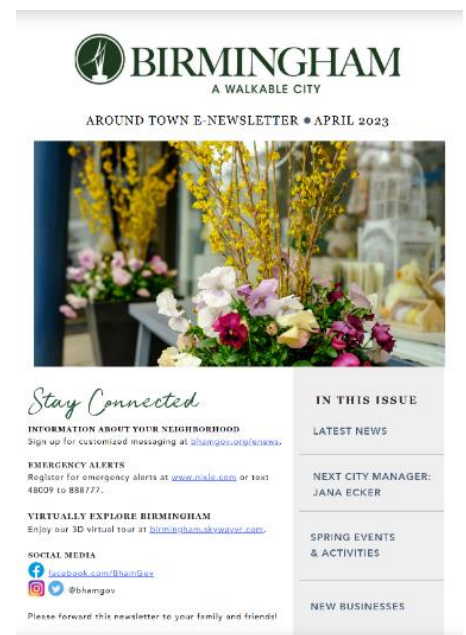 BIRMINGHAM
A WALKABLE CITY
AROUND TOWN E-NEWSLETTER ● APRIL 2023
Stay Connected
INFORMATION ABOUT YOUR NEIGHBORHOOD
Sign up for customized messaging at bhamgov.org/enews.
EMERGENCY ALERTS
Register for emergency alerts at www.nixle.com or text
48009 to 888777.
VIRTUALLY EXPLORE BIRMINGHAM
Enjoy our 3D virtual tour at birmingham.skywayvr.com.
SOCIAL MEDIA
facebook.com/BhamGov
@bhamgov
Please forward this newsletter to your family and friends!
IN THIS ISSUE
LATEST NEWS
NEXT CITY MANAGER:
JANA ECKER
SPRING EVENTS
& ACTIVITIES
NEW BUSINESSES